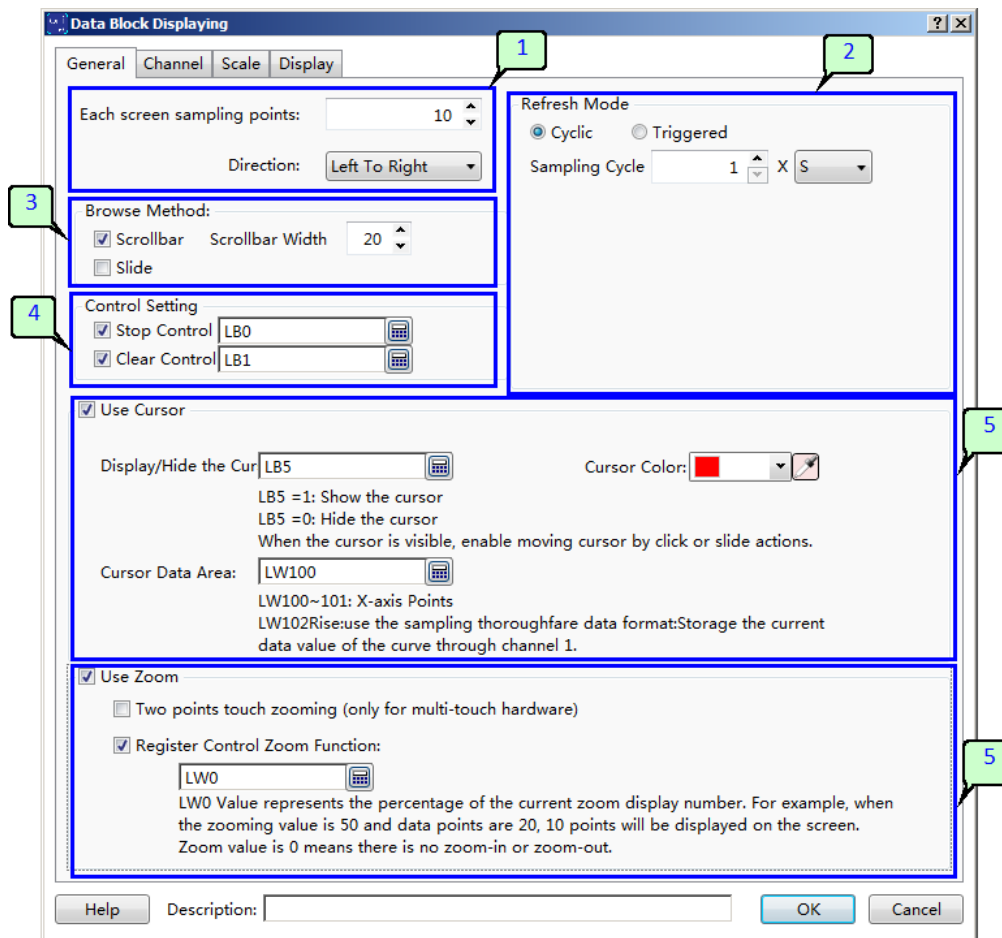 Data Block Displaying
General Channel Scale Display
1
2
Each screen sampling points: 10
Direction: Left To Right
Refresh Mode
Cyclic Triggered
Sampling Cycle 1 X S
3
Browse Method:
Scrollbar Scrollbar Width 20
Slide
4
Control Setting
Stop Control LB0
Clear Control LB1
5
Use Cursor
Display/Hide the Cur LB5 Cursor Color:
LB5 =1: Show the cursor
LB5 =0: Hide the cursor
When the cursor is visible, enable moving cursor by click or slide actions.
Cursor Data Area: LW100
LW100~101: X-axis Points
LW102Rise:use the sampling thoroughfare data format:Storage the current
data value of the curve through channel 1.
Use Zoom
Two points touch zooming (only for multi-touch hardware)
5
Register Control Zoom Function:
LW0
LW0 Value represents the percentage of the current zoom display number. For example, when
the zooming value is 50 and data points are 20, 10 points will be displayed on the screen.
Zoom value is 0 means there is no zoom-in or zoom-out.
Help Description: OK Cancel